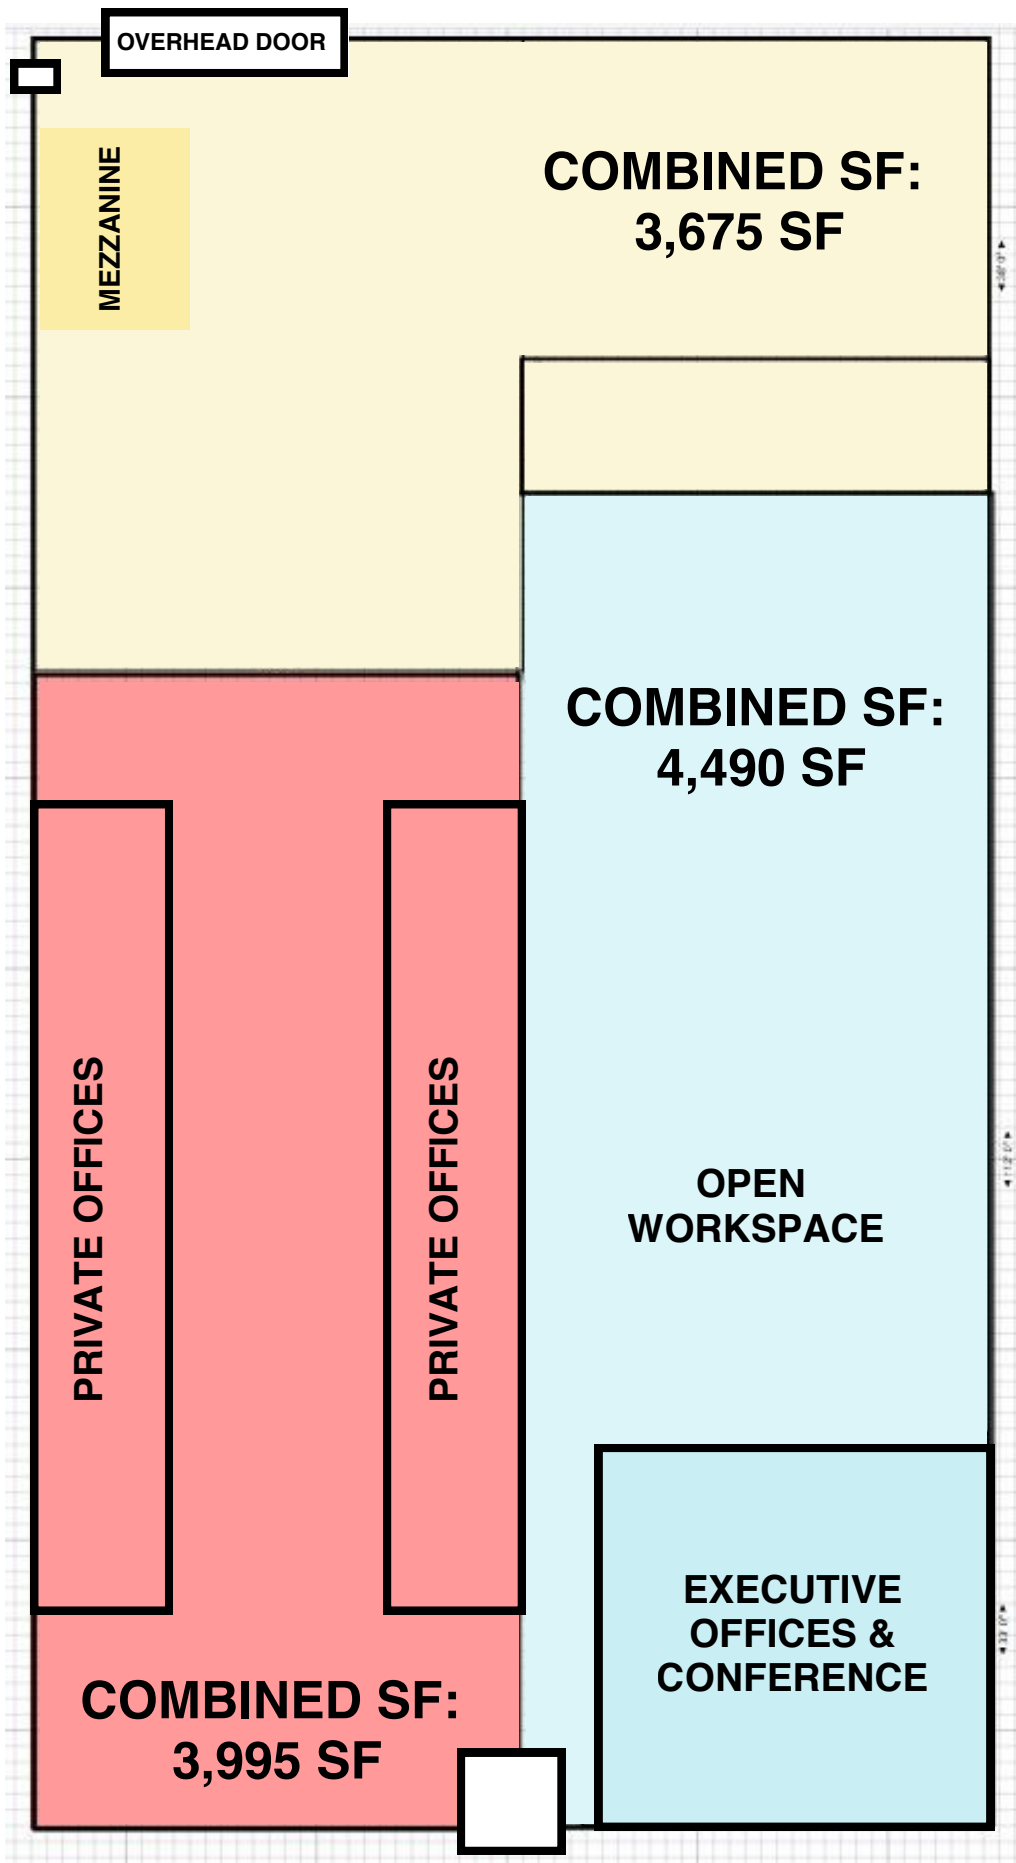 OVERHEAD DOOR
MEZZANINE
COMBINED SF:
3,675 SF
COMBINED SF:
4,490 SF
PRIVATE OFFICES
PRIVATE OFFICES
OPEN
WORKSPACE
EXECUTIVE
OFFICES &
CONFERENCE
COMBINED SF:
3,995 SF